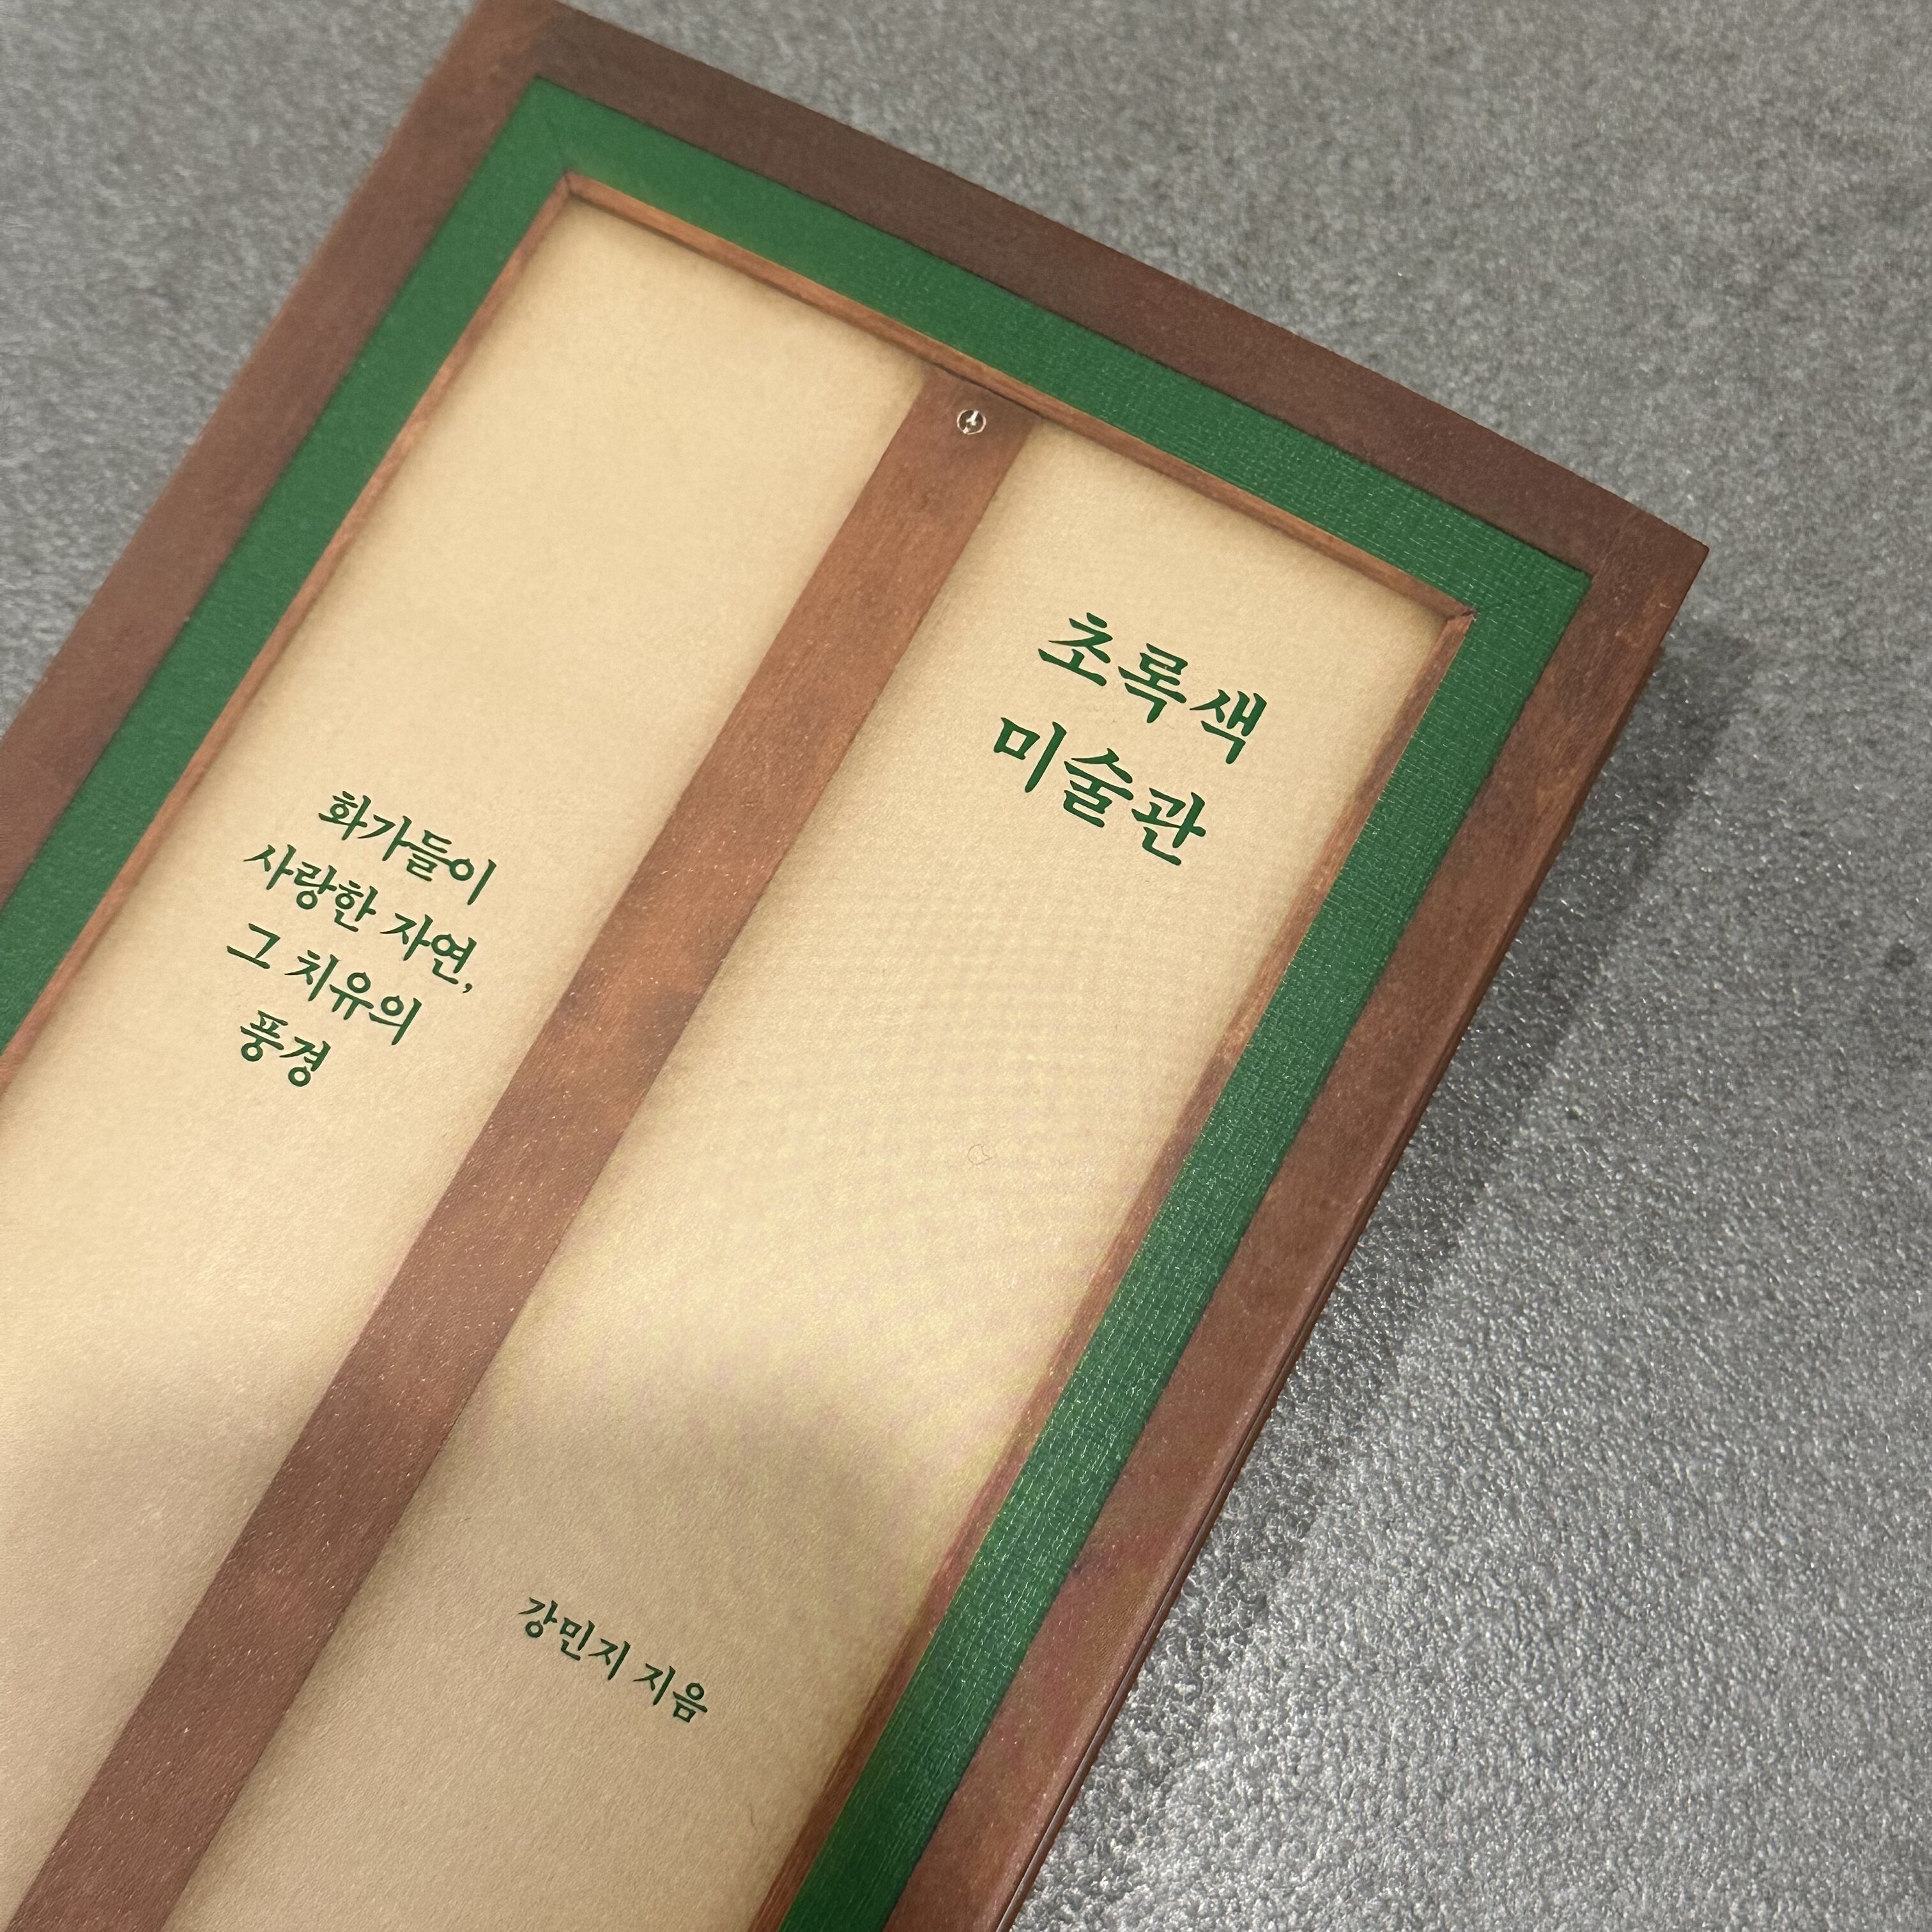 초록색
미술관
화가들이
사랑한 자연,
그 치유의
풍경
강민지 지음